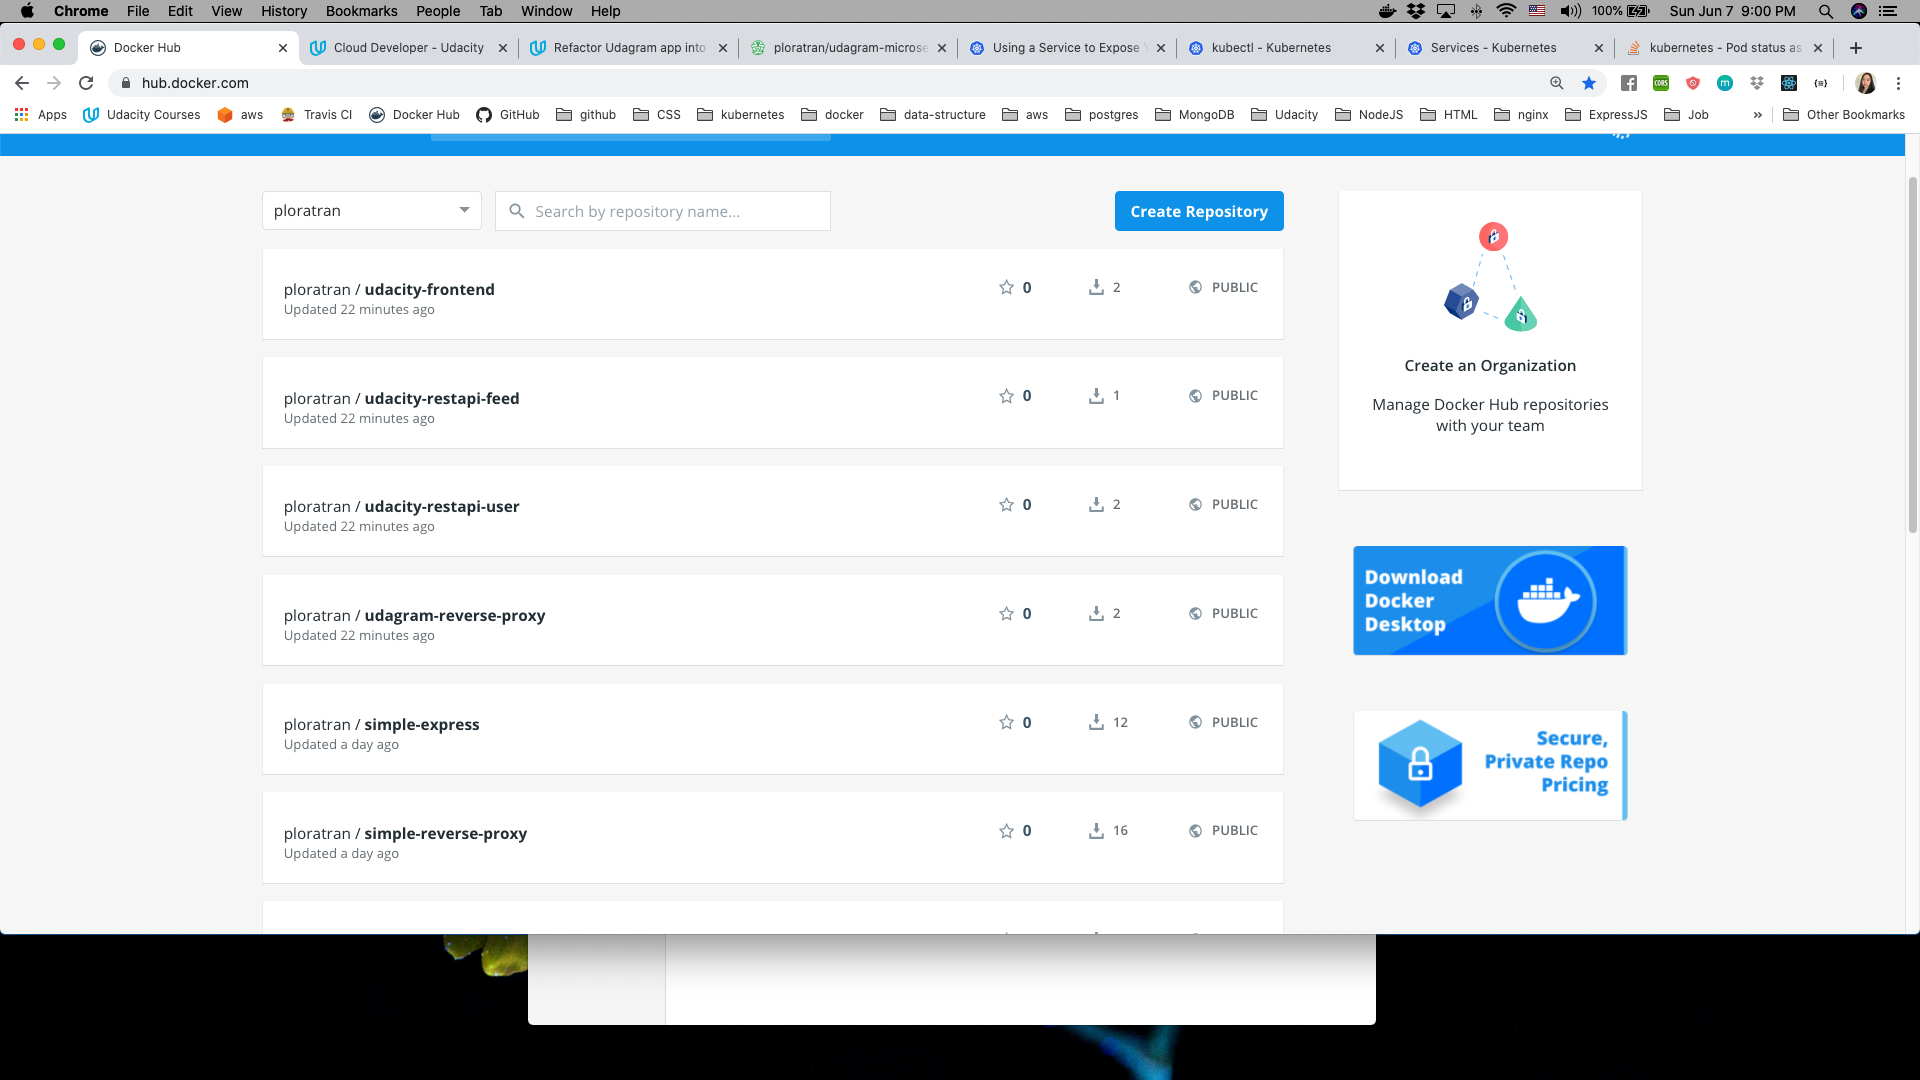 Chrome File Edit View History Bookmarks People Tab Window Help 100% Sun Jun 7 9:00 PM
Docker Hub Cloud Developer - Udacity Refactor Udagram app into ploratran/udagram-microse Using a Service to Expose kubectl - Kubernetes Services - Kubernetes kubernetes - Pod status as
hub.docker.com
Apps Udacity Courses aws Travis CI Docker Hub GitHub github CSS kubernetes docker data-structure aws postgres MongoDB Udacity NodeJS HTML nginx ExpressJS Job » Other Bookmarks
ploratran Search by repository name... Create Repository
ploratran / udacity-frontend 0 2 PUBLIC
Updated 22 minutes ago
ploratran / udacity-restapi-feed 0 1 PUBLIC
Updated 22 minutes ago
ploratran / udacity-restapi-user 0 2 PUBLIC
Updated 22 minutes ago
ploratran / udagram-reverse-proxy 0 2 PUBLIC
Updated 22 minutes ago
ploratran / simple-express 0 12 PUBLIC
Updated a day ago
ploratran / simple-reverse-proxy 0 16 PUBLIC
Updated a day ago
Create an Organization
Manage Docker Hub repositories
with your team
Download
Docker
Desktop
Secure,
Private Repo
Pricing